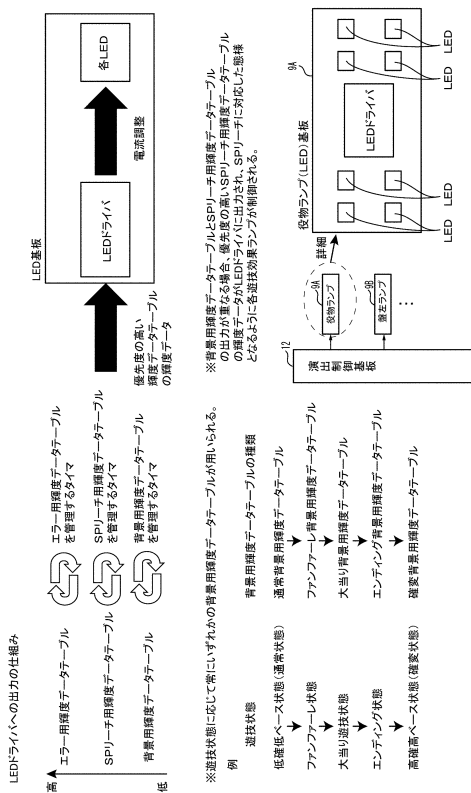 LEDドライバへの出力の仕組み
高
低
エラー用輝度データテーブル
SPリーチ用輝度データテーブル
背景用輝度データテーブル
エラー用輝度データテーブル
を管理するタイマ
SPリーチ用輝度データテーブル
を管理するタイマ
背景用輝度データテーブル
を管理するタイマ
優先度の高い
輝度データテーブル
の輝度データ
LED基板
LEDドライバ
電流調整
各LED
※遊技状態に応じて常にいずれかの背景用輝度データテーブルが用いられる。
例
遊技状態
背景用輝度データテーブルの種類
低確低ベース状態(通常状態)
通常背景用輝度データテーブル
ファンファーレ状態
ファンファーレ背景用輝度データテーブル
大当り遊技状態
大当り背景用輝度データテーブル
エンディング状態
エンディング背景用輝度データテーブル
高確高ベース状態(確変状態)
確変背景用輝度データテーブル
※背景用輝度データテーブルとSPリーチ用輝度データテーブル
の出力が重なる場合、優先度の高いSPリーチ用輝度データテーブル
の輝度データがLEDドライバに出力され、SPリーチに対応した態様
となるように各遊技効果ランプが制御される。
12
演出制御基板
9A
役物ランプ
9B
盤左ランプ
…
詳細
役物ランプ(LED)基板
9A
LEDドライバ
LED
LED
LED
LED